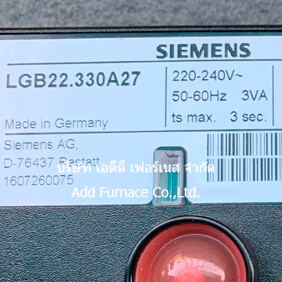 SIEMENS
LGB22.330A27
220-240V~
50-60Hz 3VA
Made in Germany
ts max. 3 sec.
Siemens AG,
D-76437 Rastatt
1607260075
บริษัท เอดีดี เฟอร์เนส จำกัด
Add Furnace Co.,Ltd.